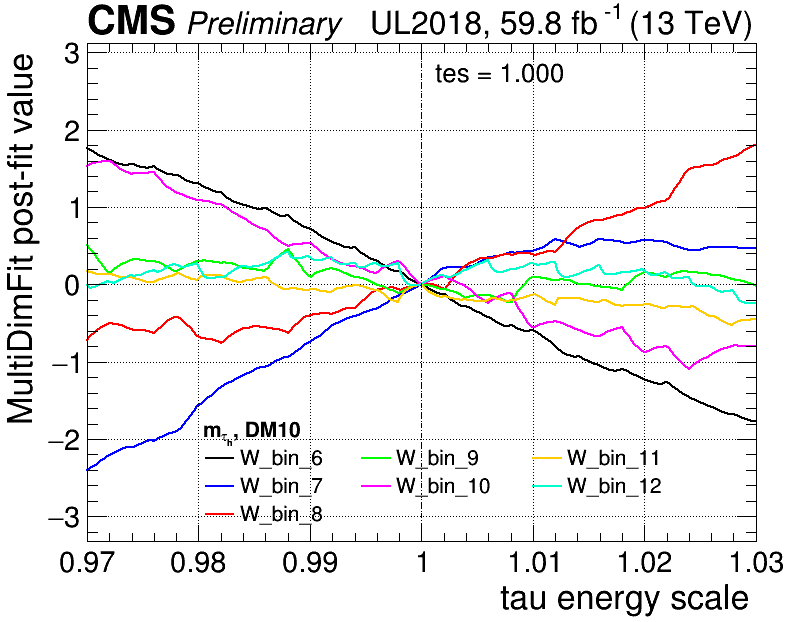 CMS Preliminary UL2018, 59.8 fb⁻¹ (13 TeV)
MultiDimFit post-fit value
tes = 1.000
3
2
1
0
−1
−2
−3
m_τₕ, DM10
W_bin_6 W_bin_9 W_bin_11
W_bin_7 W_bin_10 W_bin_12
W_bin_8
0.97 0.98 0.99 1 1.01 1.02 1.03
tau energy scale